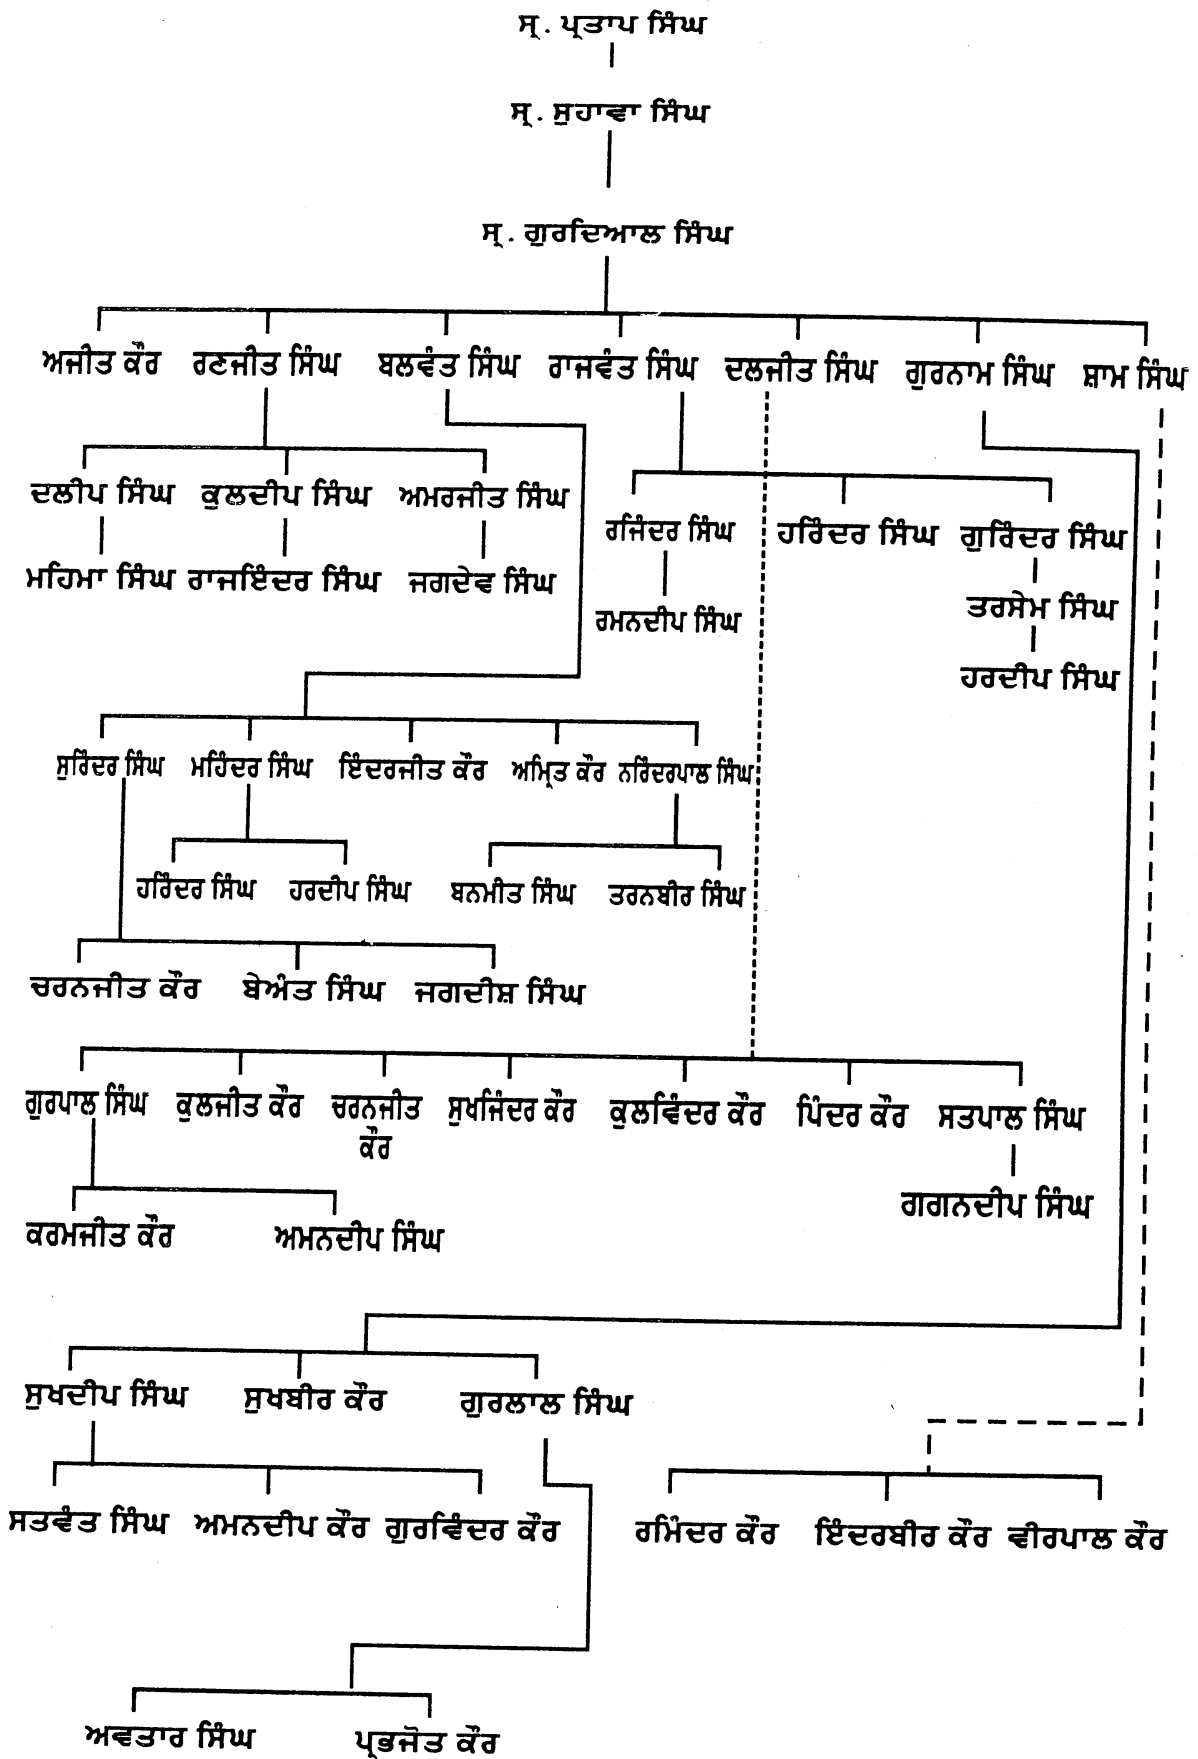 ਸ੍ਰ. ਪ੍ਰਤਾਪ ਸਿੰਘ
ਸ੍ਰ. ਸੁਹਾਵਾ ਸਿੰਘ
ਸ੍ਰ. ਗੁਰਦਿਆਲ ਸਿੰਘ
ਅਜੀਤ ਕੌਰ ਰਣਜੀਤ ਸਿੰਘ ਬਲਵੰਤ ਸਿੰਘ ਰਾਜਵੰਤ ਸਿੰਘ ਦਲਜੀਤ ਸਿੰਘ ਗੁਰਨਾਮ ਸਿੰਘ ਸ਼ਾਮ ਸਿੰਘ
ਦਲੀਪ ਸਿੰਘ ਕੁਲਦੀਪ ਸਿੰਘ ਅਮਰਜੀਤ ਸਿੰਘ
ਰਜਿੰਦਰ ਸਿੰਘ ਹਰਿੰਦਰ ਸਿੰਘ ਗੁਰਿੰਦਰ ਸਿੰਘ
ਮਹਿਮਾ ਸਿੰਘ ਰਾਜਇੰਦਰ ਸਿੰਘ ਜਗਦੇਵ ਸਿੰਘ
ਰਮਨਦੀਪ ਸਿੰਘ ਤਰਸੇਮ ਸਿੰਘ
ਹਰਦੀਪ ਸਿੰਘ
ਸੁਰਿੰਦਰ ਸਿੰਘ ਮਹਿੰਦਰ ਸਿੰਘ ਇੰਦਰਜੀਤ ਕੌਰ ਅਮ੍ਰਿਤ ਕੌਰ ਨਰਿੰਦਰਪਾਲ ਸਿੰਘ
ਹਰਿੰਦਰ ਸਿੰਘ ਹਰਦੀਪ ਸਿੰਘ ਬਨਮੀਤ ਸਿੰਘ ਤਰਨਬੀਰ ਸਿੰਘ
ਚਰਨਜੀਤ ਕੌਰ ਬੇਅੰਤ ਸਿੰਘ ਜਗਦੀਸ਼ ਸਿੰਘ
ਗੁਰਪਾਲ ਸਿੰਘ ਕੁਲਜੀਤ ਕੌਰ ਚਰਨਜੀਤ ਸੁਖਜਿੰਦਰ ਕੌਰ ਕੁਲਵਿੰਦਰ ਕੌਰ ਪਿੰਦਰ ਕੌਰ ਸਤਪਾਲ ਸਿੰਘ
ਕੌਰ
ਗਗਨਦੀਪ ਸਿੰਘ
ਕਰਮਜੀਤ ਕੌਰ ਅਮਨਦੀਪ ਸਿੰਘ
ਸੁਖਦੀਪ ਸਿੰਘ ਸੁਖਬੀਰ ਕੌਰ ਗੁਰਲਾਲ ਸਿੰਘ
ਸਤਵੰਤ ਸਿੰਘ ਅਮਨਦੀਪ ਕੌਰ ਗੁਰਵਿੰਦਰ ਕੌਰ ਰਮਿੰਦਰ ਕੌਰ ਇੰਦਰਬੀਰ ਕੌਰ ਵੀਰਪਾਲ ਕੌਰ
ਅਵਤਾਰ ਸਿੰਘ ਪ੍ਰਭਜੋਤ ਕੌਰ